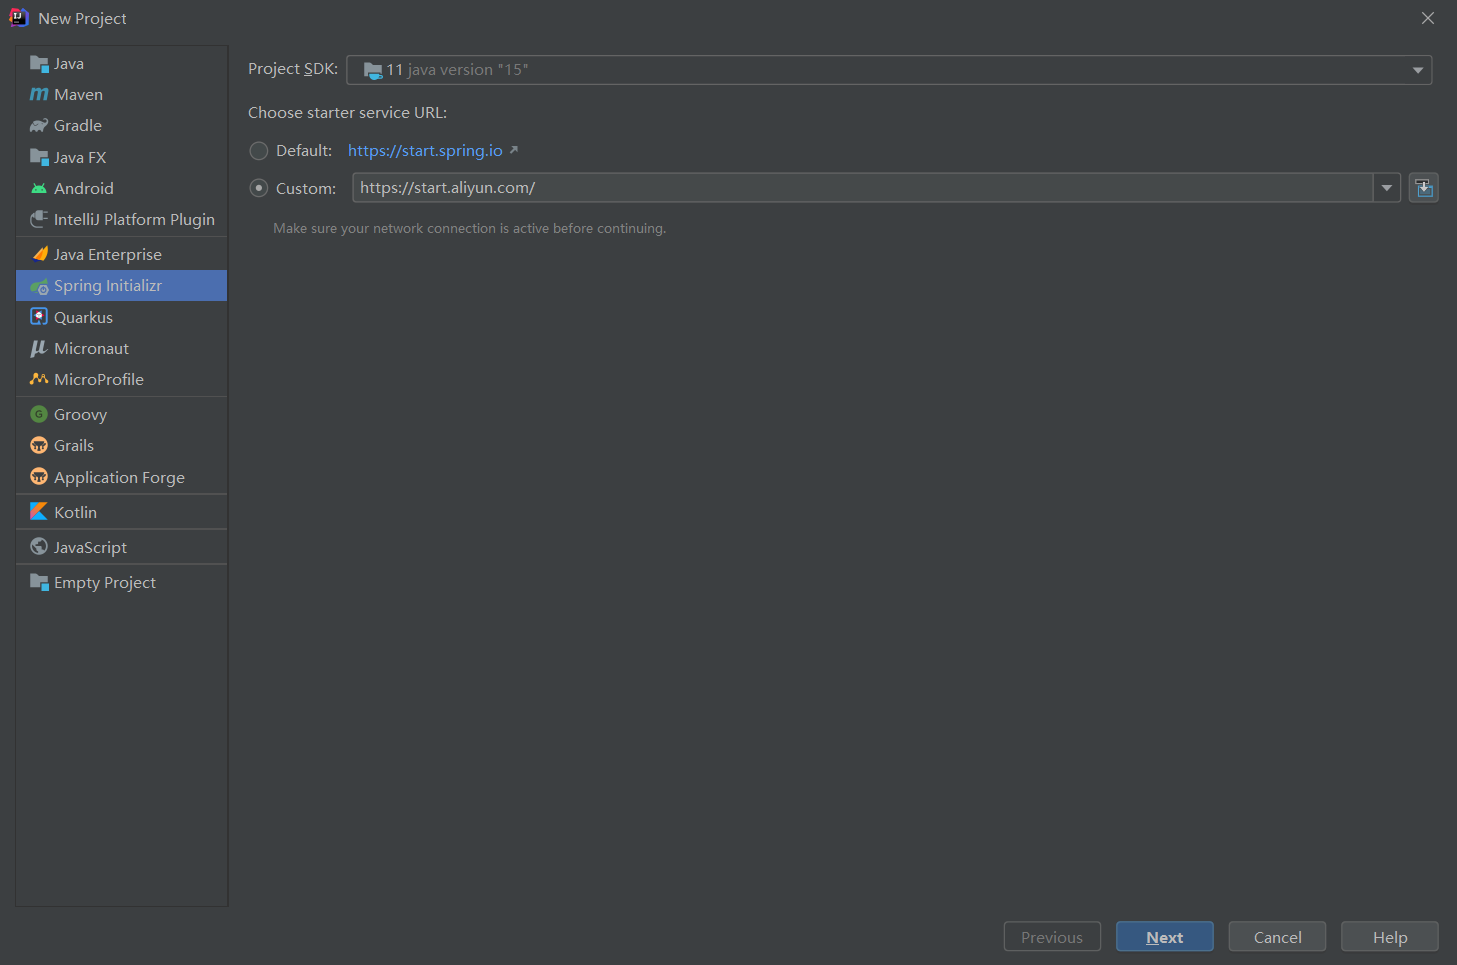 New Project
Java
Maven
Gradle
Java FX
Android
IntelliJ Platform Plugin
Java Enterprise
Spring Initializr
Quarkus
Micronaut
MicroProfile
Groovy
Grails
Application Forge
Kotlin
JavaScript
Empty Project
Project SDK: 11 java version "15"
Choose starter service URL:
Default: https://start.spring.io
Custom: https://start.aliyun.com/
Make sure your network connection is active before continuing.
Previous Next Cancel Help